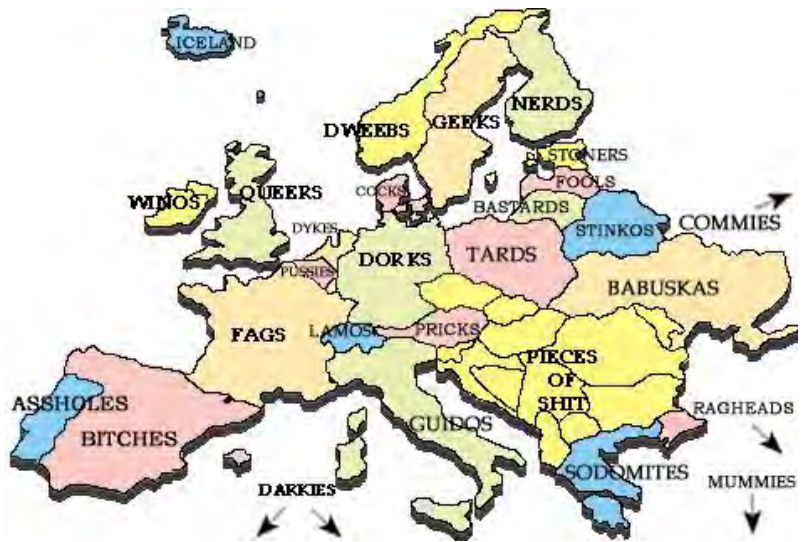 ICELAND
DWEEBS
GEEKS
NERDS
STONERS
FOOLS
COCKS
BASTARDS
WINOS
QUEERS
DYKES
STINKOS
COMMIES
DORKS
TARDS
PUSSIES
BABUSKAS
FAGS
LAMOS
PRICKS
PIECES
OF
SHIT
ASSHOLES
BITCHES
GUIDOS
RAGHEADS
SODOMITES
DARKIES
MUMMIES